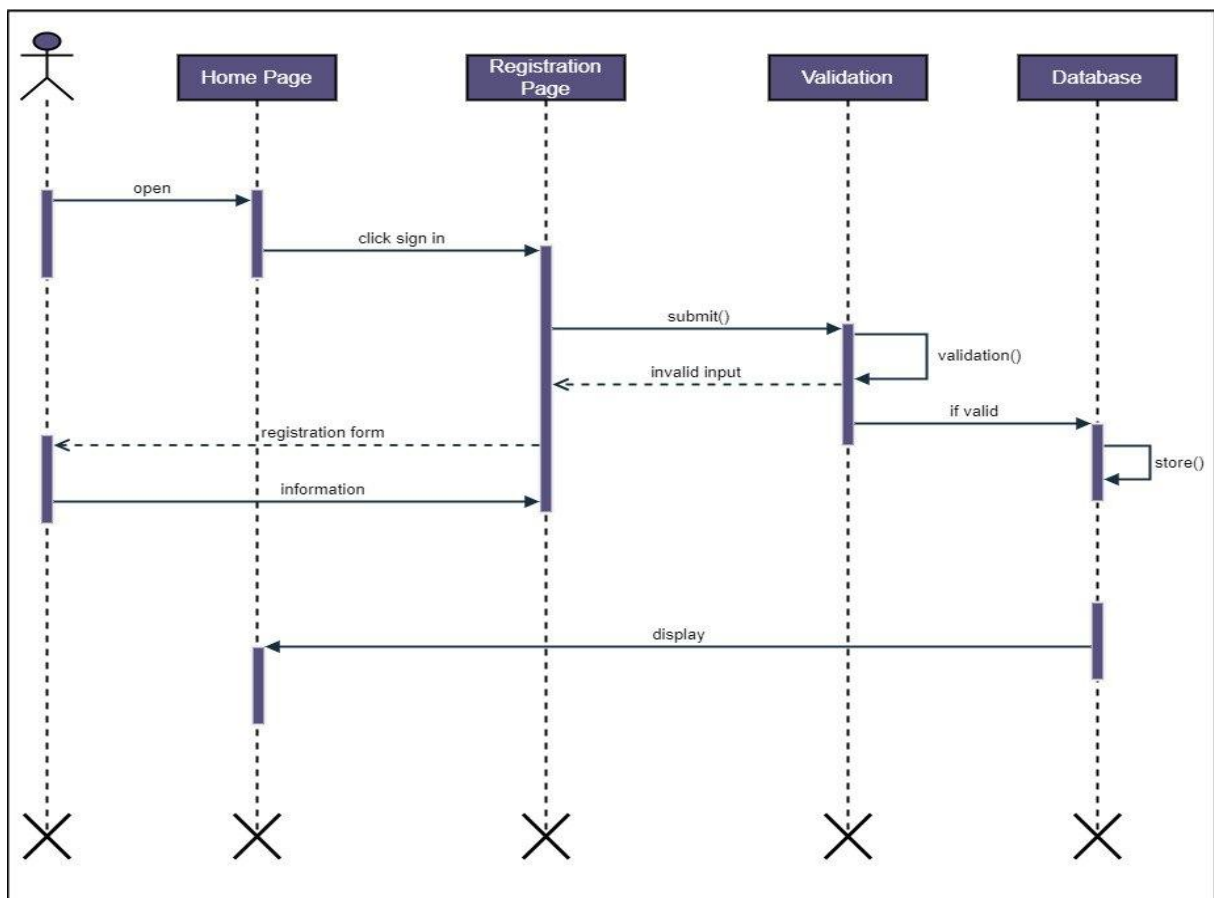 Home Page
Registration
Page
Validation
Database
open
click sign in
submit()
validation()
invalid input
if valid
registration form
store()
information
display